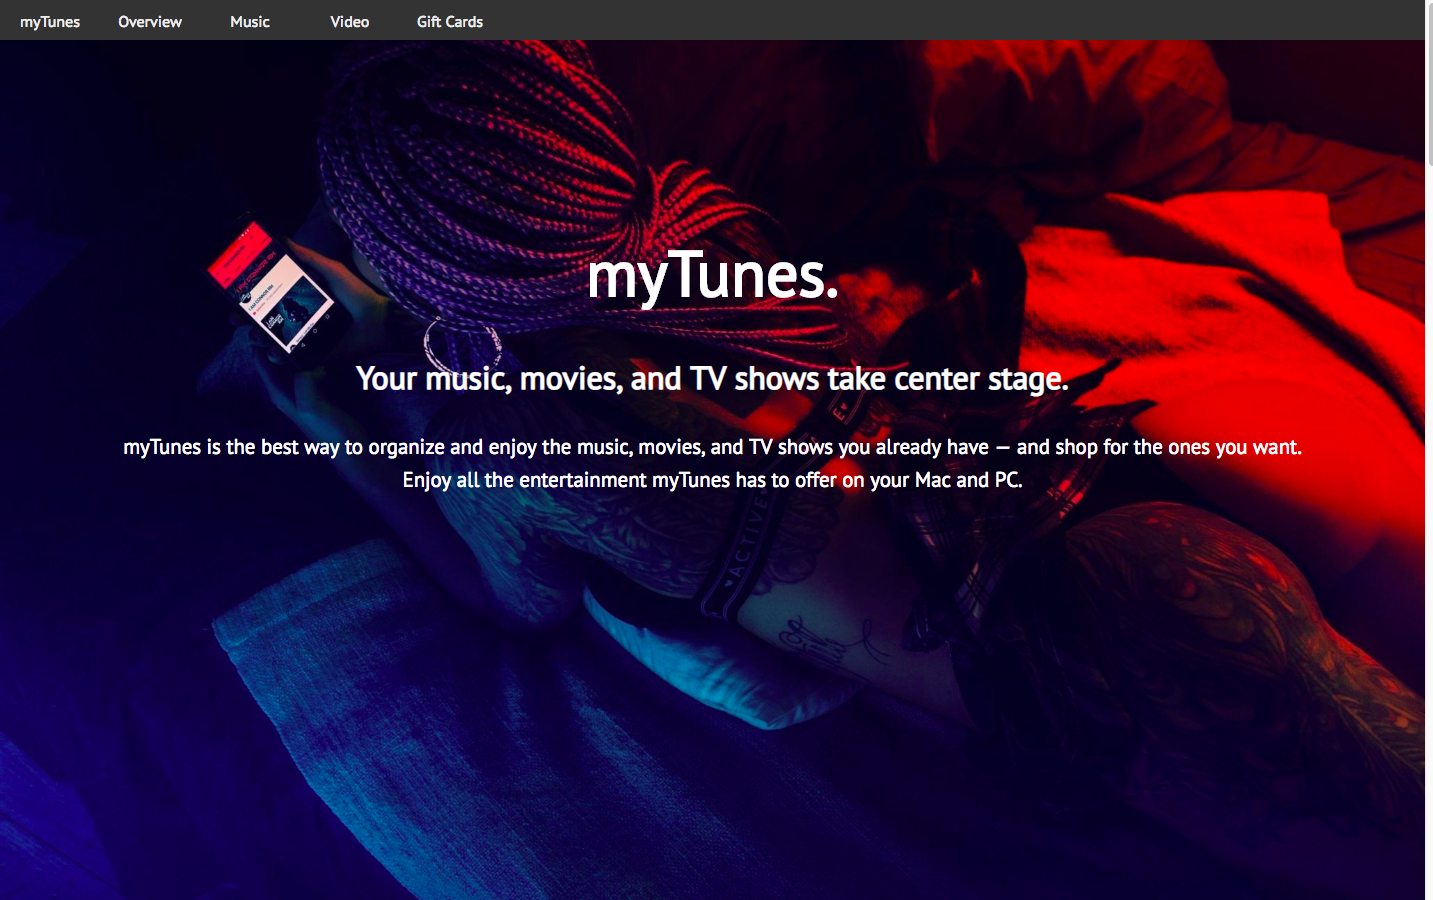 myTunes Overview Music Video Gift Cards
myTunes.
Your music, movies, and TV shows take center stage.
myTunes is the best way to organize and enjoy the music, movies, and TV shows you already have — and shop for the ones you want.
Enjoy all the entertainment myTunes has to offer on your Mac and PC.
ACTIVE